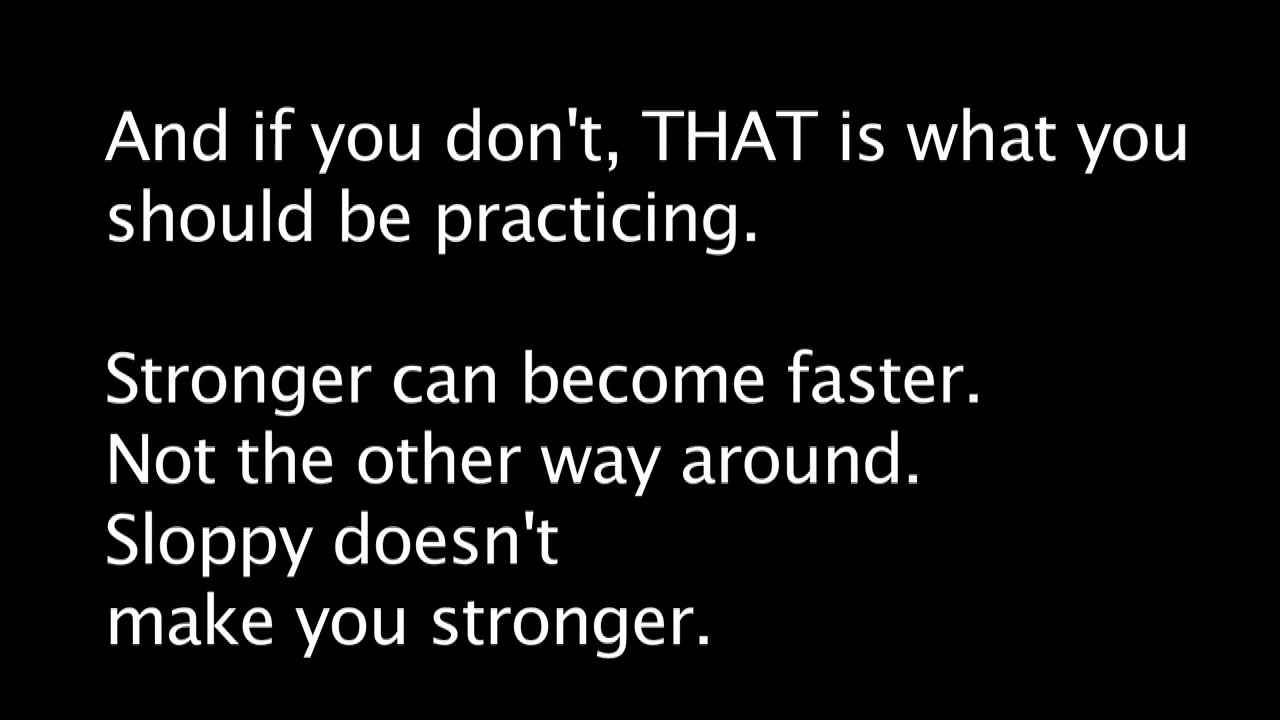 And if you don't, THAT is what you
should be practicing.
Stronger can become faster.
Not the other way around.
Sloppy doesn't
make you stronger.